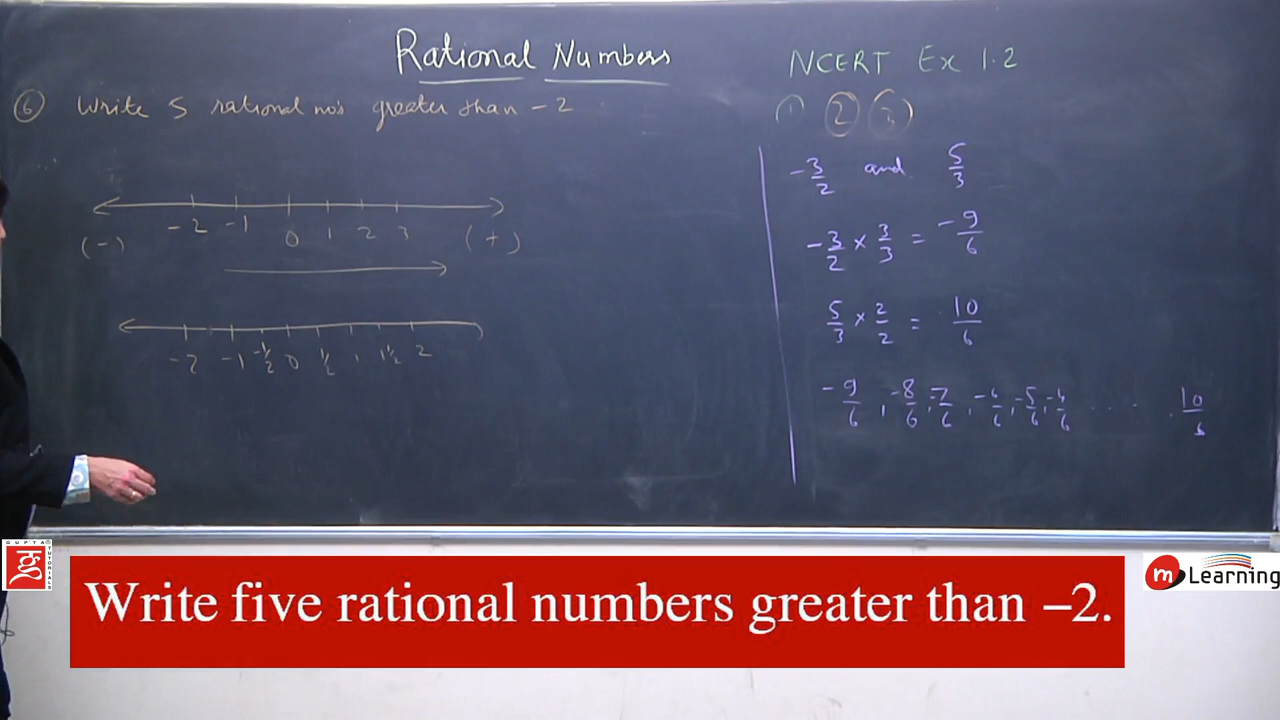 Rational Numbers
NCERT Ex 1.2
⑥ Write 5 rational no's greater than -2
① ② ③
-2 -1 0 1 2 3
(-) (+)
-2 -1 -1/2 0 1/2 1 1 1/2 2
-3/2 and 5/3
-3/2 × 3/3 = -9/6
5/3 × 2/2 = 10/6
-9/6, -8/6, -7/6, -6/6, -5/6, -4/6 ..... 10/6
GUPTA TUTORIALS
m Learning
Write five rational numbers greater than –2.